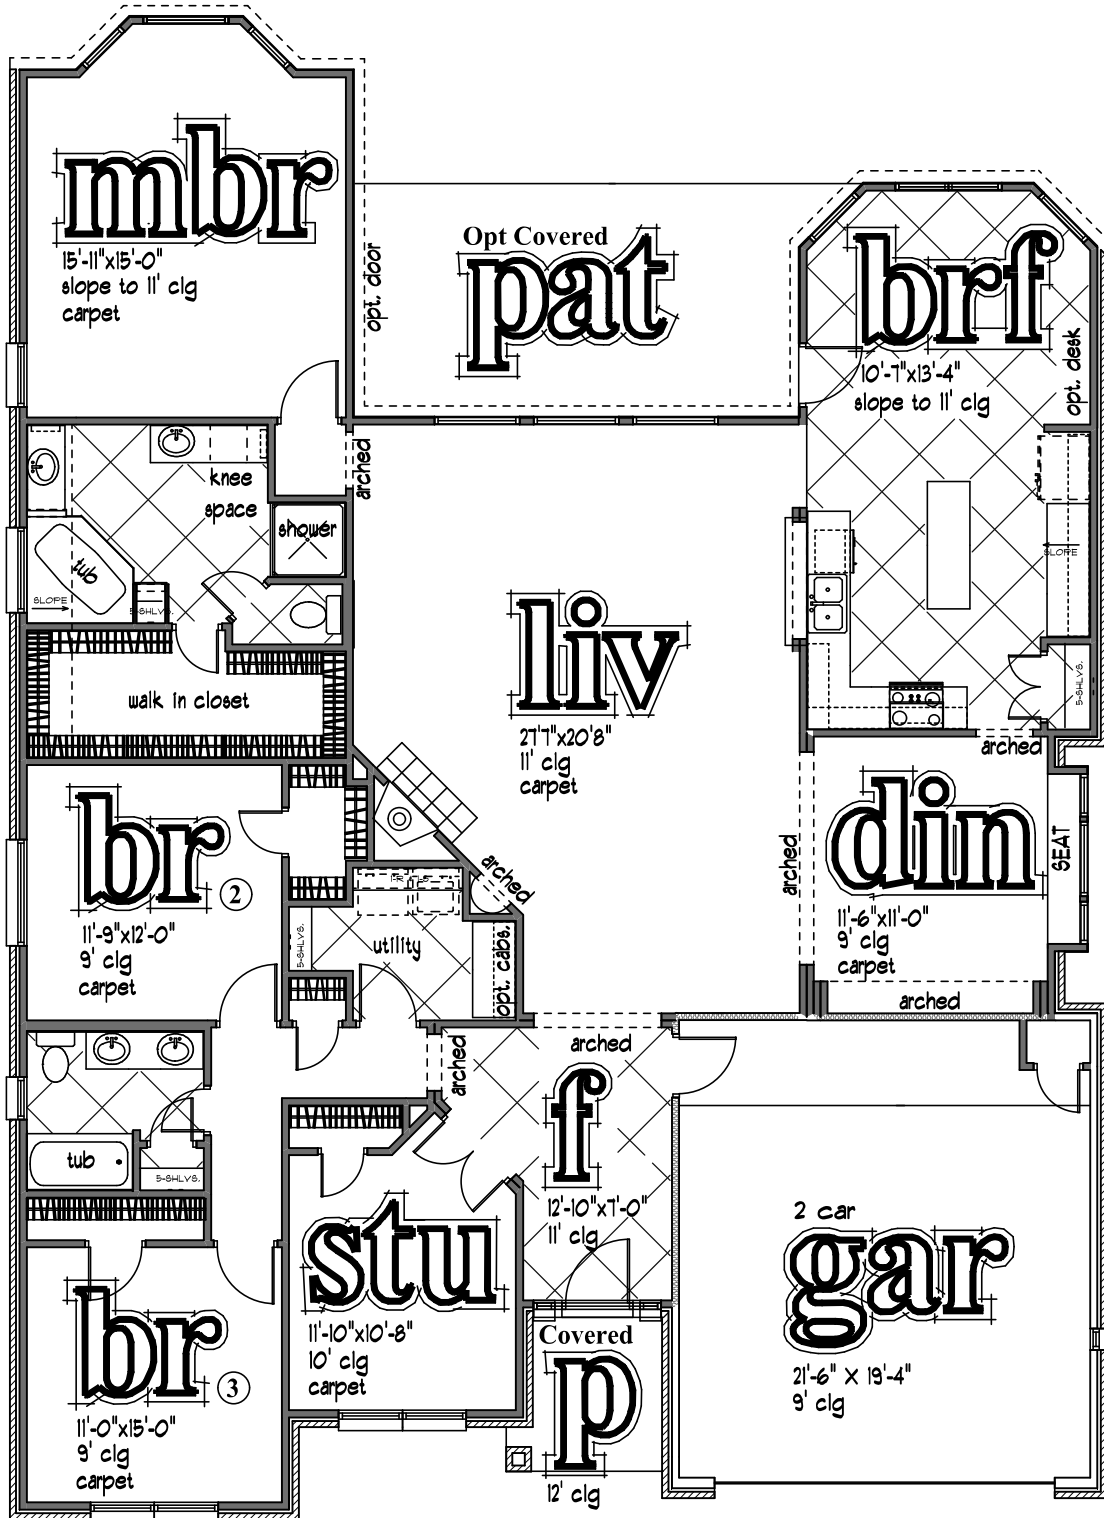 mbr
15'-11"x15'-0"
slope to 11' clg
carpet
opt. door
Opt Covered
pat
brf
10'-7"x13'-4"
slope to 11' clg
opt. desk
knee
space
arched
shower
tub
SLOPE
5-SHLVS.
SLOPE
walk in closet
liv
27'7"x20'8"
11' clg
carpet
5-SHLVS.
arched
br
2
11'-9"x12'-0"
9' clg
carpet
arched
utility
5-SHLVS.
opt. cabs.
arched
din
11'-6"x11'-0"
9' clg
carpet
SEAT
arched
arched
arched
f
12'-10"x7'-0"
11' clg
tub
5-SHLVS.
stu
11'-10"x10'-8"
10' clg
carpet
2 car
gar
21'-6" X 19'-4"
9' clg
br
3
11'-0"x15'-0"
9' clg
carpet
Covered
p
12' clg